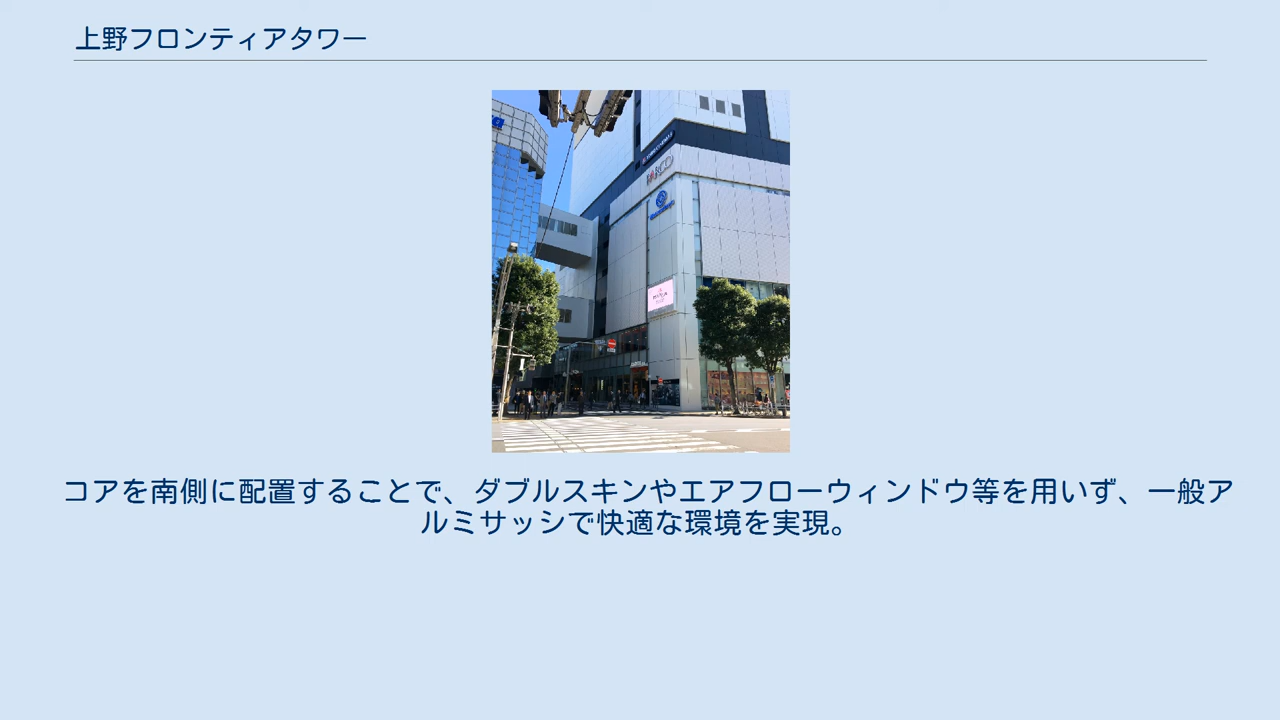 上野フロンティアタワー
PARCO
コアを南側に配置することで、ダブルスキンやエアフローウィンドウ等を用いず、一般ア
ルミサッシで快適な環境を実現。